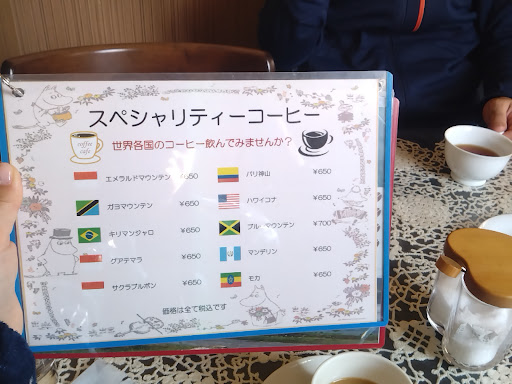 スペシャリティーコーヒー
coffee
cafe
世界各国のコーヒー飲んでみませんか?
エメラルドマウンテン ¥650
ガヨマウンテン ¥650
キリマンジャロ ¥650
グアテマラ ¥650
サクラブルボン ¥650
バリ神山 ¥650
ハワイコナ ¥650
ブルーマウンテン ¥700
マンデリン ¥650
モカ ¥650
価格は全て税込です